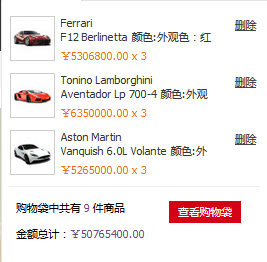 Ferrari 删除
F12 Berlinetta 颜色:外观色：红
￥5306800.00 x 3
Tonino Lamborghini 删除
Aventador Lp 700-4 颜色:外观
￥6350000.00 x 3
Aston Martin 删除
Vanquish 6.0L Volante 颜色:外
￥5265000.00 x 3
购物袋中共有 9 件商品 查看购物袋
金额总计：￥50765400.00